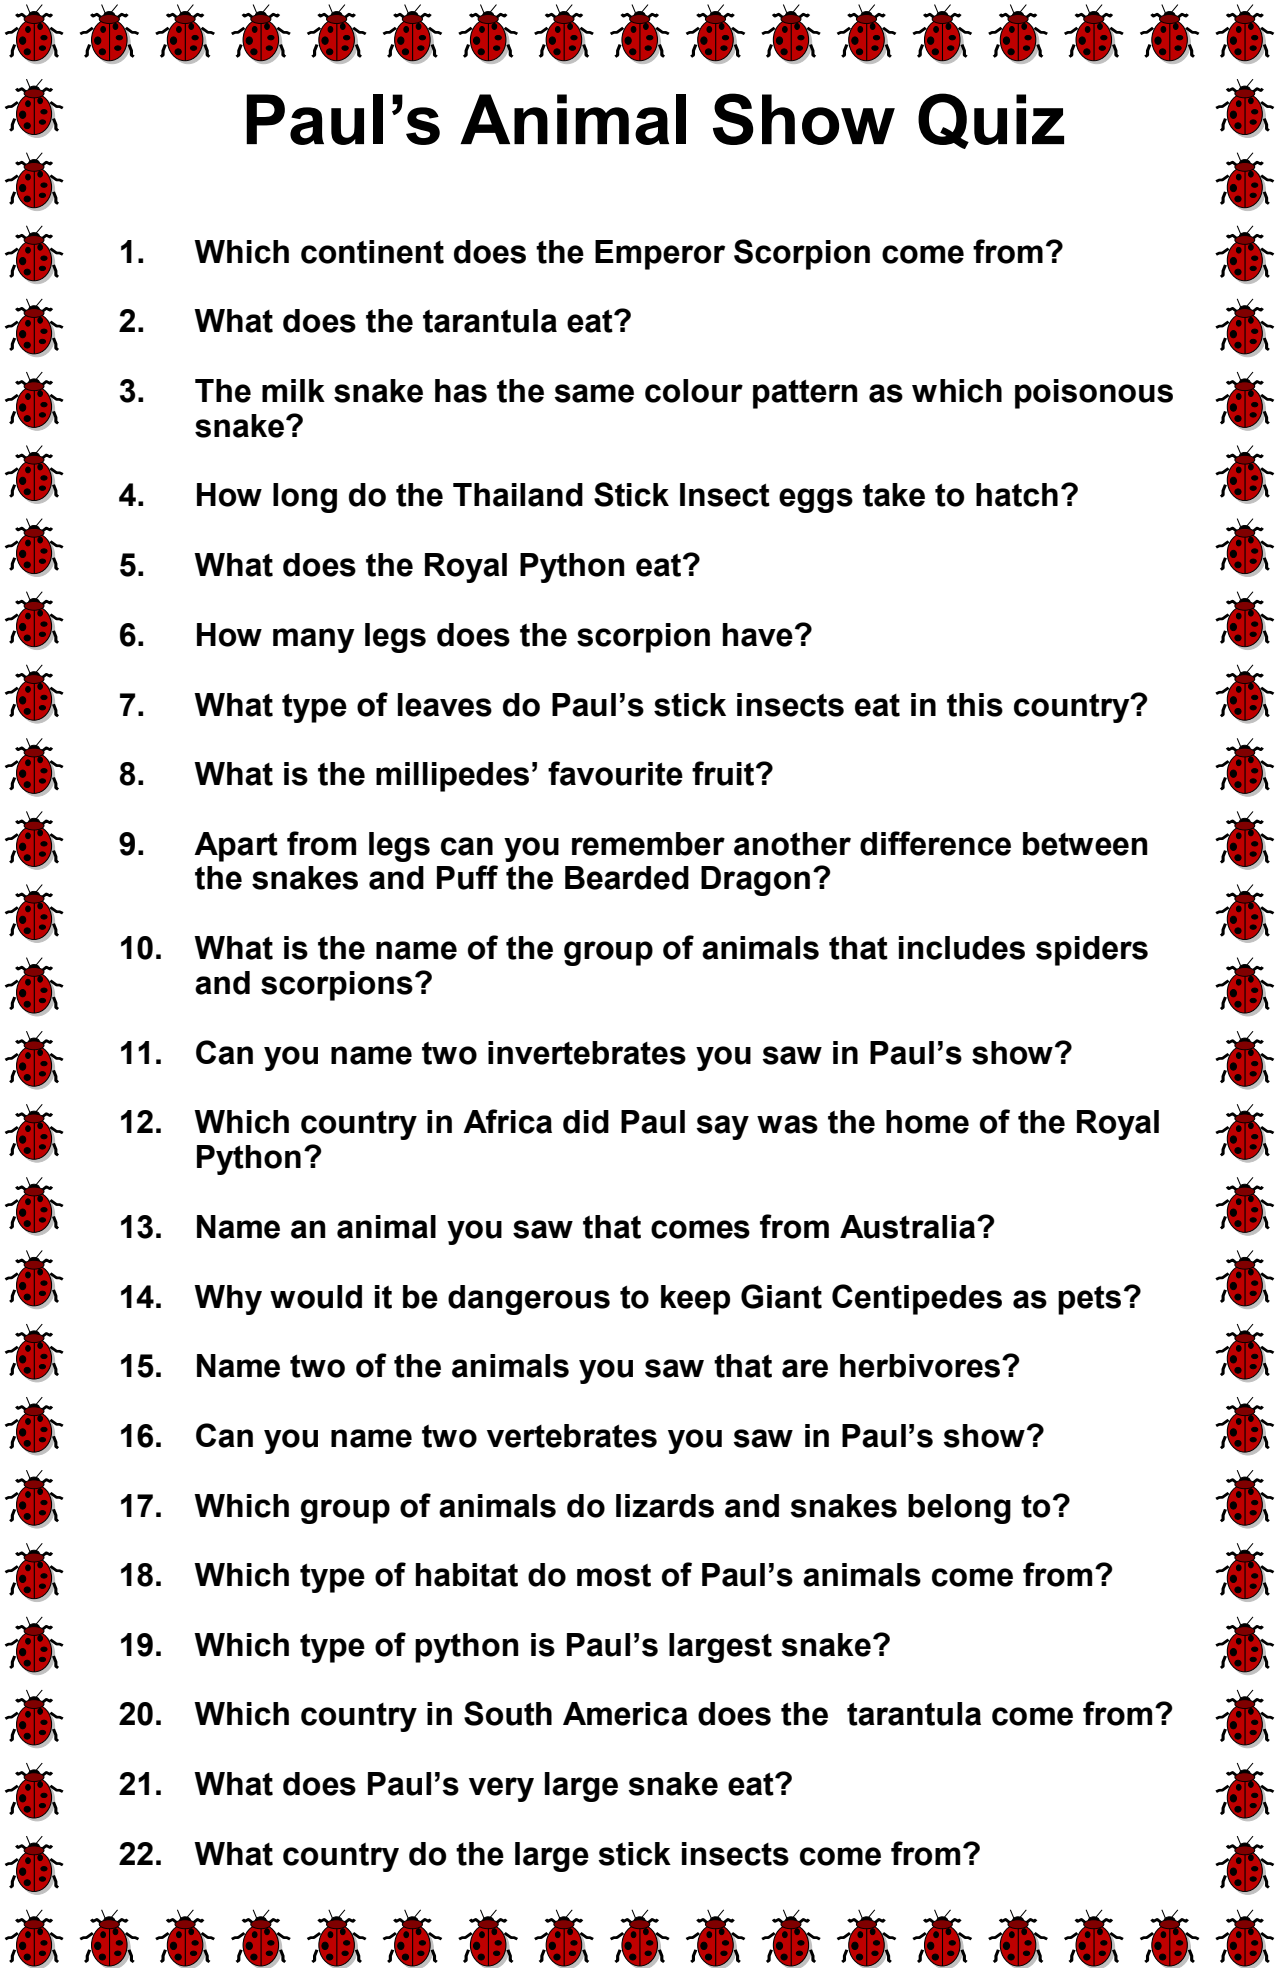 Paul’s Animal Show Quiz
1. Which continent does the Emperor Scorpion come from?
2. What does the tarantula eat?
3. The milk snake has the same colour pattern as which poisonous
snake?
4. How long do the Thailand Stick Insect eggs take to hatch?
5. What does the Royal Python eat?
6. How many legs does the scorpion have?
7. What type of leaves do Paul’s stick insects eat in this country?
8. What is the millipedes’ favourite fruit?
9. Apart from legs can you remember another difference between
the snakes and Puff the Bearded Dragon?
10. What is the name of the group of animals that includes spiders
and scorpions?
11. Can you name two invertebrates you saw in Paul’s show?
12. Which country in Africa did Paul say was the home of the Royal
Python?
13. Name an animal you saw that comes from Australia?
14. Why would it be dangerous to keep Giant Centipedes as pets?
15. Name two of the animals you saw that are herbivores?
16. Can you name two vertebrates you saw in Paul’s show?
17. Which group of animals do lizards and snakes belong to?
18. Which type of habitat do most of Paul’s animals come from?
19. Which type of python is Paul’s largest snake?
20. Which country in South America does the  tarantula come from?
21. What does Paul’s very large snake eat?
22. What country do the large stick insects come from?